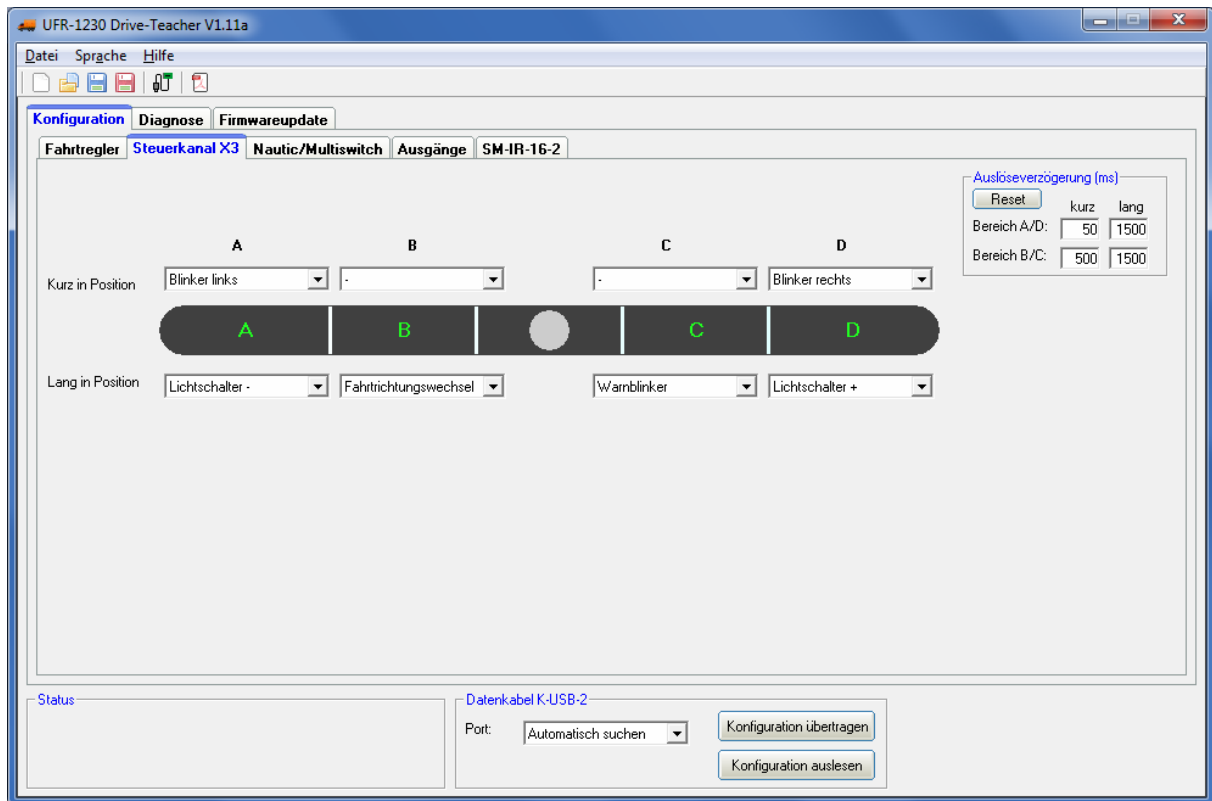 UFR-1230 Drive-Teacher V1.11a
Datei Sprache Hilfe
Konfiguration Diagnose Firmwareupdate
Fahrtregler Steuerkanal X3 Nautic/Multiswitch Ausgänge SM-IR-16-2
Auslöseverzögerung (ms)
Reset kurz lang
Bereich A/D: 50 1500
Bereich B/C: 500 1500
A B C D
Kurz in Position Blinker links - - Blinker rechts
A B C D
Lang in Position Lichtschalter - Fahrtrichtungswechsel Warnblinker Lichtschalter +
Status
Datenkabel K-USB-2
Port: Automatisch suchen Konfiguration übertragen
Konfiguration auslesen